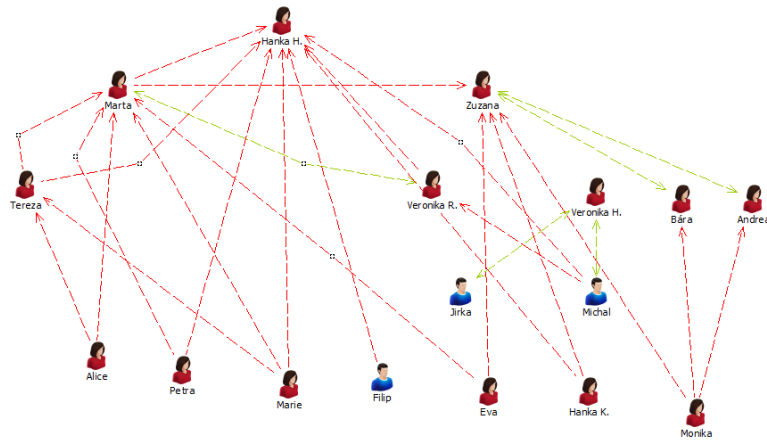 Hanka H.
Marta
Zuzana
Tereza
Veronika R.
Veronika H.
Bára
Andrea
Jirka
Michal
Alice
Petra
Marie
Filip
Eva
Hanka K.
Monika